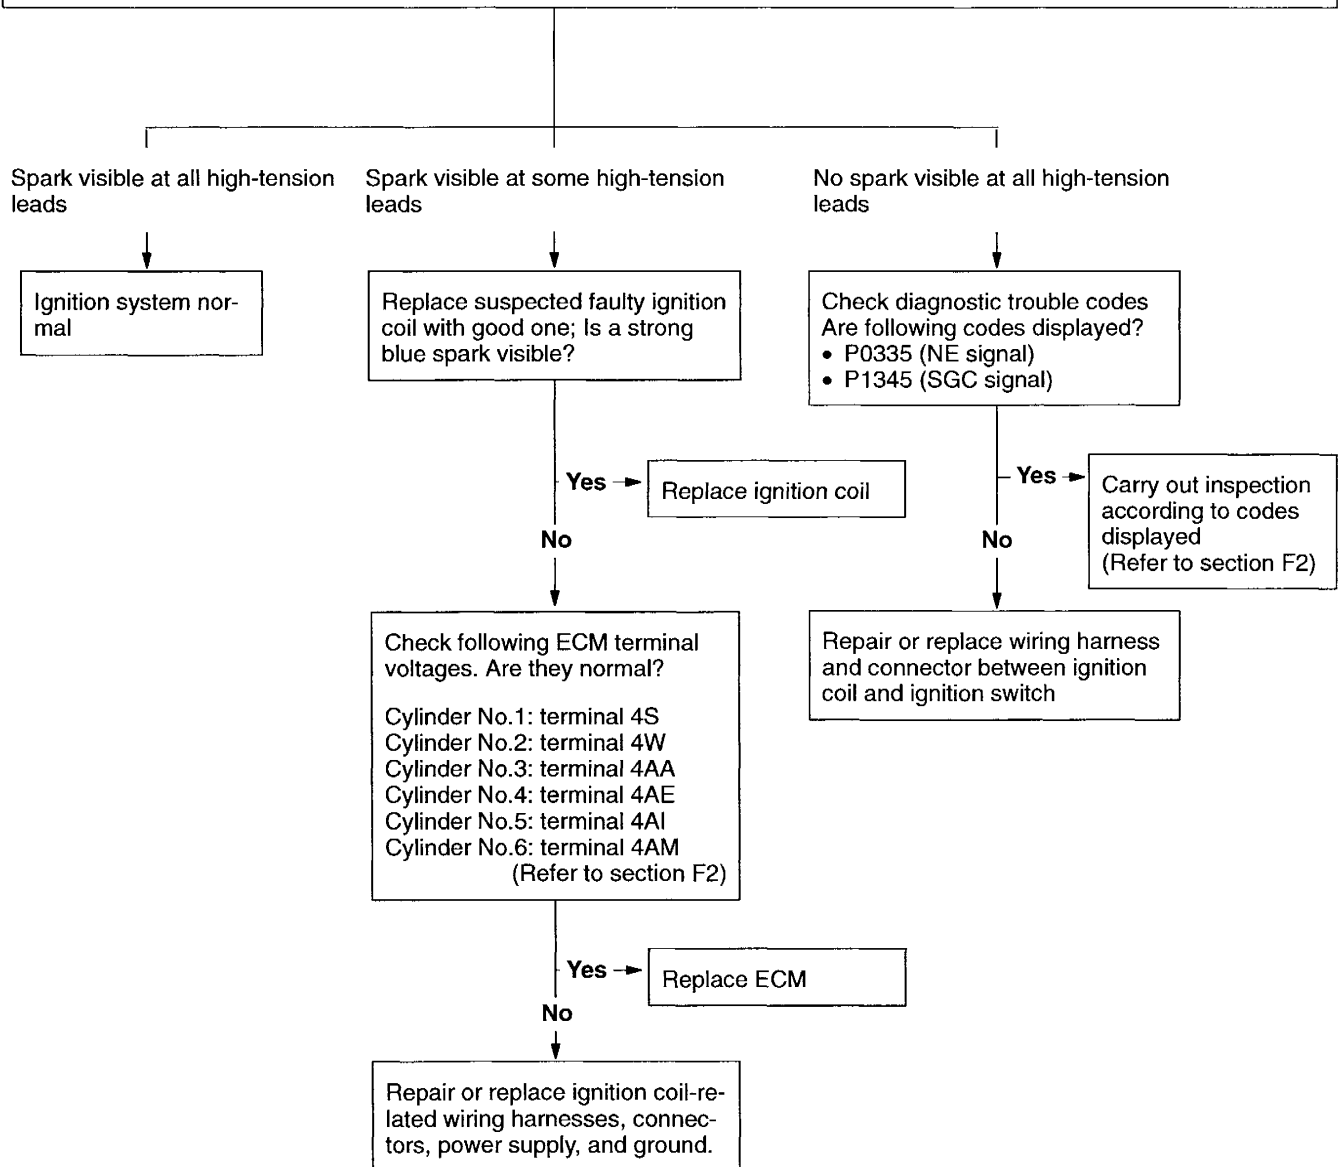 Spark visible at all high-tension
leads
Spark visible at some high-tension
leads
No spark visible at all high-tension
leads
Ignition system nor-
mal
Replace suspected faulty ignition
coil with good one; Is a strong
blue spark visible?
Check diagnostic trouble codes
Are following codes displayed?
• P0335 (NE signal)
• P1345 (SGC signal)
Yes
Replace ignition coil
No
Yes
Carry out inspection
according to codes
displayed
(Refer to section F2)
No
Check following ECM terminal
voltages. Are they normal?
Cylinder No.1: terminal 4S
Cylinder No.2: terminal 4W
Cylinder No.3: terminal 4AA
Cylinder No.4: terminal 4AE
Cylinder No.5: terminal 4AI
Cylinder No.6: terminal 4AM
(Refer to section F2)
Repair or replace wiring harness
and connector between ignition
coil and ignition switch
Yes
Replace ECM
No
Repair or replace ignition coil-re-
lated wiring harnesses, connec-
tors, power supply, and ground.